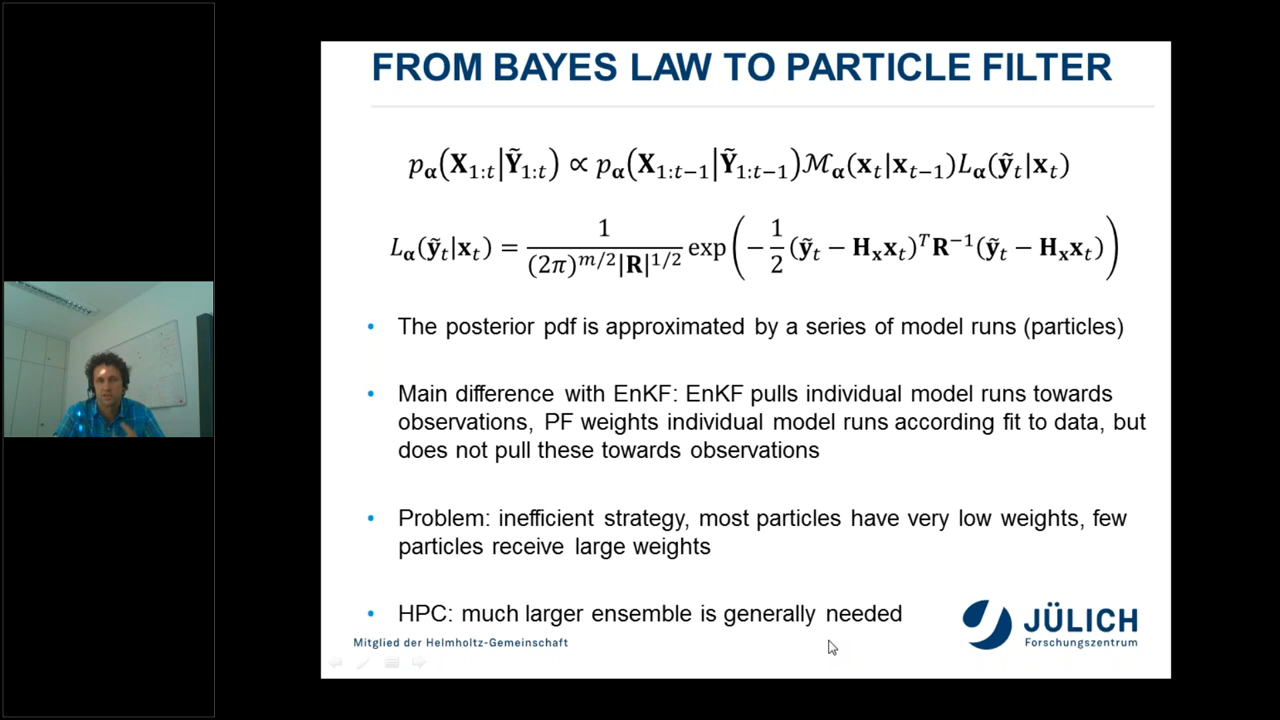 FROM BAYES LAW TO PARTICLE FILTER
p_α(X_{1:t}|Ỹ_{1:t}) ∝ p_α(X_{1:t−1}|Ỹ_{1:t−1})ℳ_α(x_t|x_{t−1})L_α(ỹ_t|x_t)
L_α(ỹ_t|x_t) = 1/((2π)^{m/2}|R|^{1/2}) exp(−1/2(ỹ_t − H_x x_t)^T R^{−1}(ỹ_t − H_x x_t))
• The posterior pdf is approximated by a series of model runs (particles)
• Main difference with EnKF: EnKF pulls individual model runs towards
observations, PF weights individual model runs according fit to data, but
does not pull these towards observations
• Problem: inefficient strategy, most particles have very low weights, few
particles receive large weights
• HPC: much larger ensemble is generally needed
Mitglied der Helmholtz-Gemeinschaft
JÜLICH
Forschungszentrum